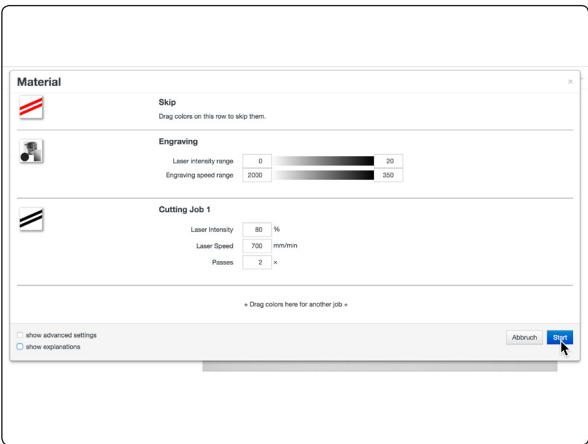 Material
×
Skip
Drag colors on this row to skip them.
Engraving
Laser intensity range 0 20
Engraving speed range 2000 350
Cutting Job 1
Laser Intensity 80 %
Laser Speed 700 mm/min
Passes 2 ×
+ Drag colors here for another job +
show advanced settings
show explanations
Abbruch Start